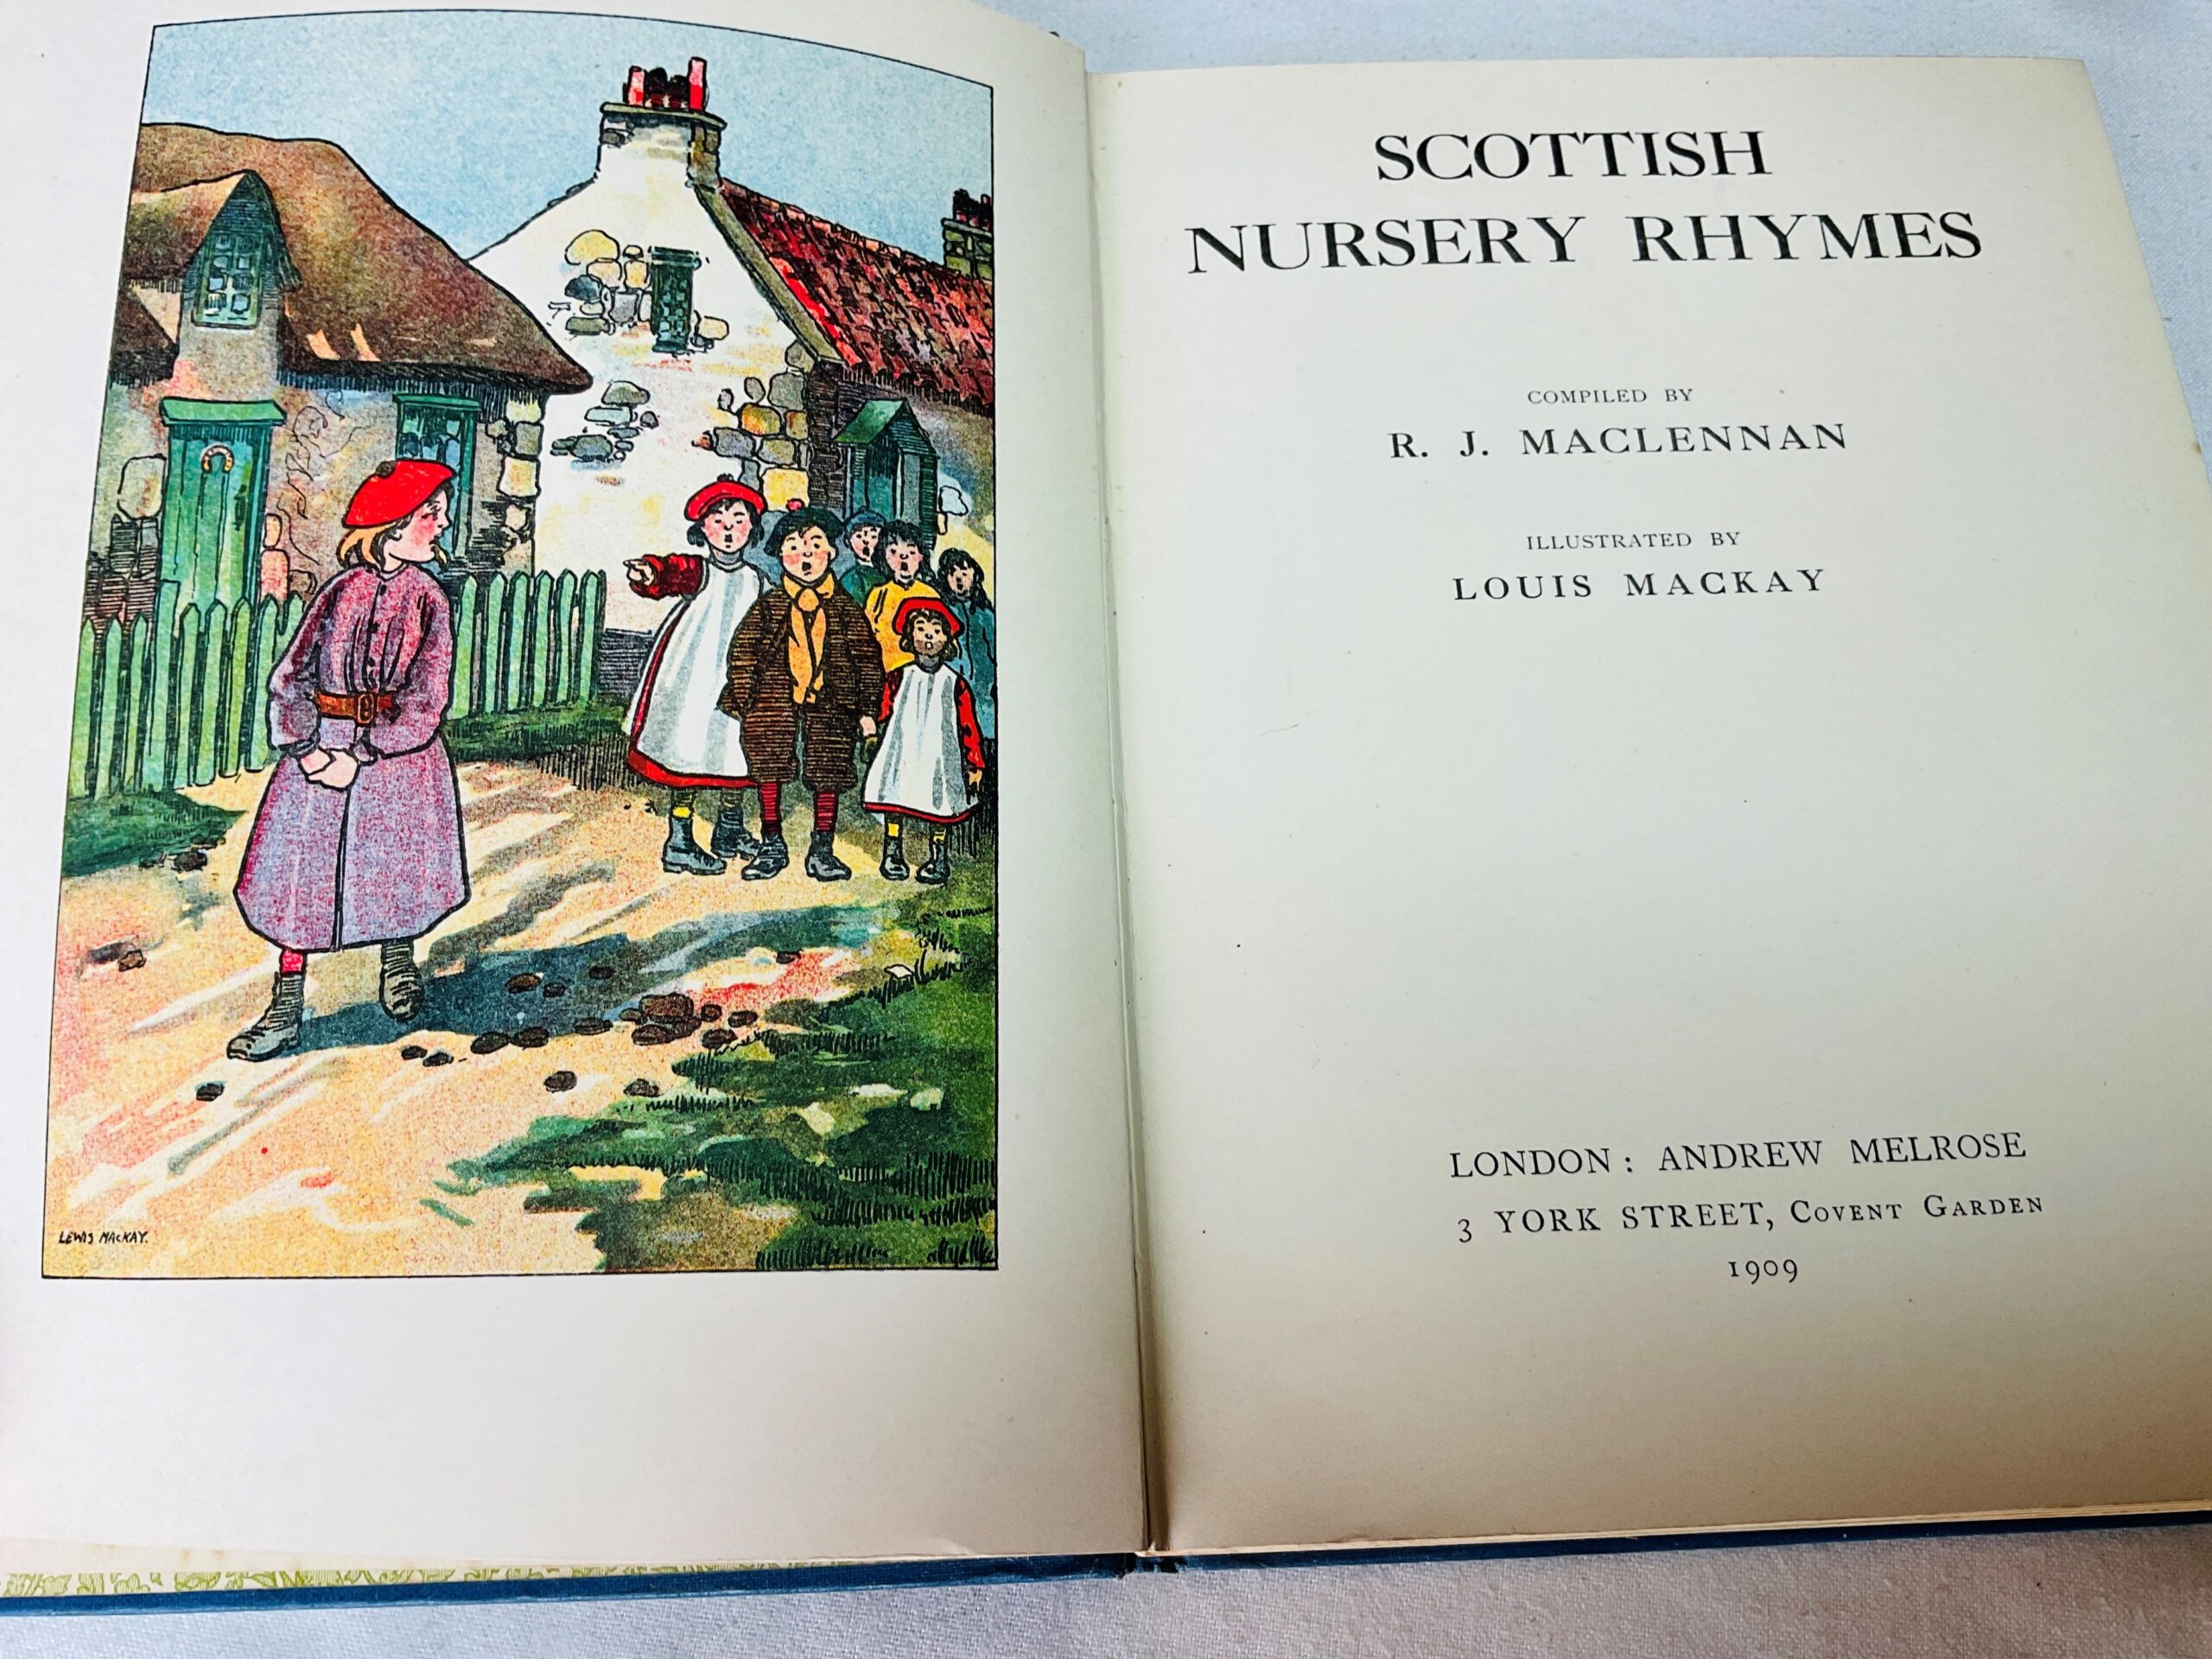 LEWIS MACKAY.
SCOTTISH
NURSERY RHYMES
COMPILED BY
R. J. MACLENNAN
ILLUSTRATED BY
LOUIS MACKAY
LONDON: ANDREW MELROSE
3 YORK STREET, COVENT GARDEN
1909